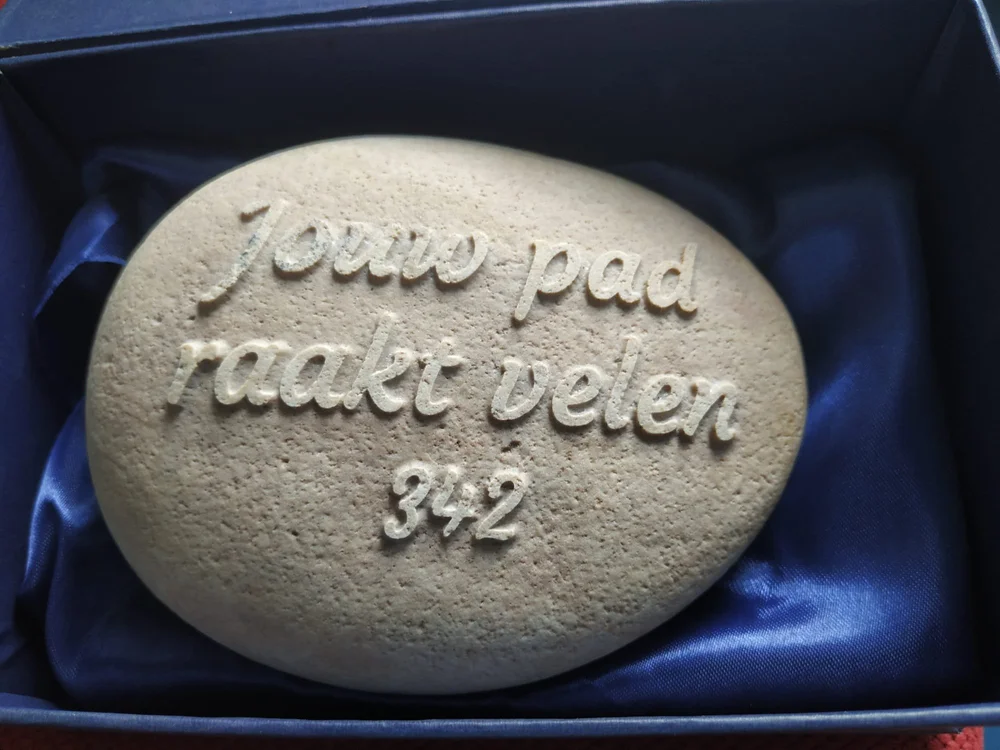 Jouw pad
raakt velen
342